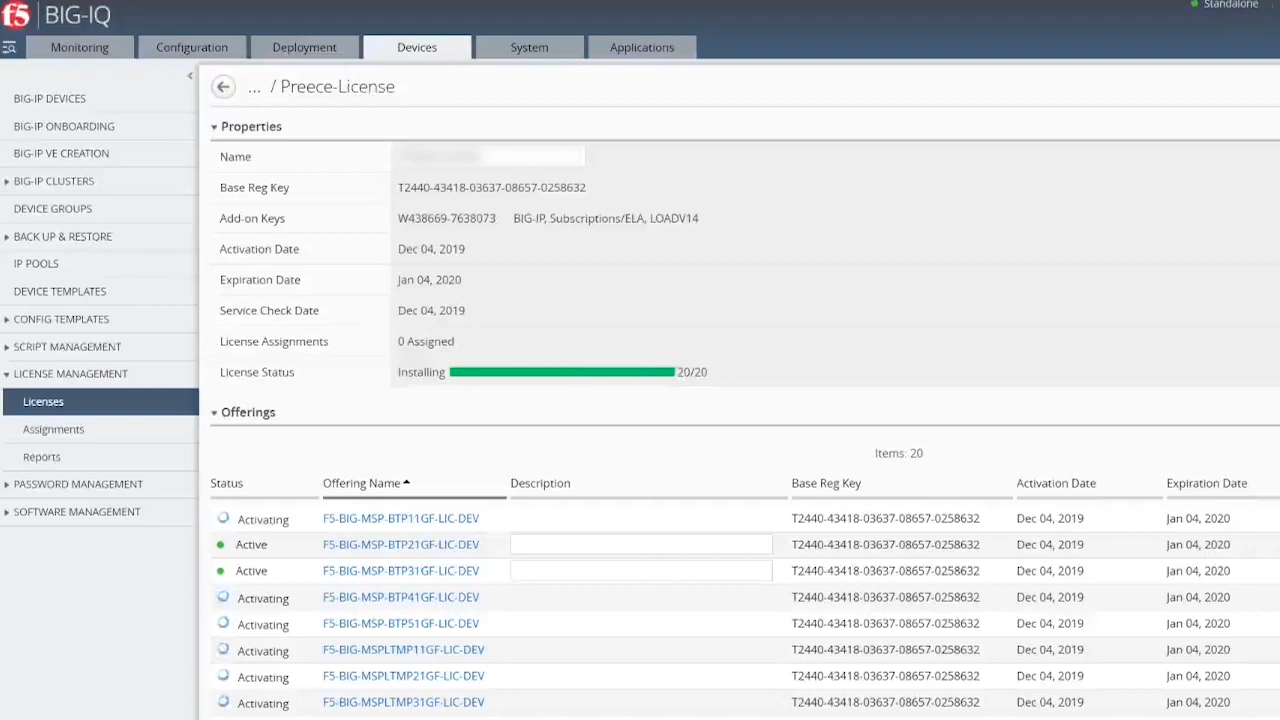 f5 BIG-IQ
Standalone
Monitoring Configuration Deployment Devices System Applications
BIG-IP DEVICES
BIG-IP ONBOARDING
BIG-IP VE CREATION
BIG-IP CLUSTERS
DEVICE GROUPS
BACK UP & RESTORE
IP POOLS
DEVICE TEMPLATES
CONFIG TEMPLATES
SCRIPT MANAGEMENT
LICENSE MANAGEMENT
Licenses
Assignments
Reports
PASSWORD MANAGEMENT
SOFTWARE MANAGEMENT
... / Preece-License
Properties
Name
Base Reg Key T2440-43418-03637-08657-0258632
Add-on Keys W438669-7638073 BIG-IP, Subscriptions/ELA, LOADV14
Activation Date Dec 04, 2019
Expiration Date Jan 04, 2020
Service Check Date Dec 04, 2019
License Assignments 0 Assigned
License Status Installing 20/20
Offerings
Items: 20
Status Offering Name Description Base Reg Key Activation Date Expiration Date
Activating F5-BIG-MSP-BTP11GF-LIC-DEV T2440-43418-03637-08657-0258632 Dec 04, 2019 Jan 04, 2020
Active F5-BIG-MSP-BTP21GF-LIC-DEV T2440-43418-03637-08657-0258632 Dec 04, 2019 Jan 04, 2020
Active F5-BIG-MSP-BTP31GF-LIC-DEV T2440-43418-03637-08657-0258632 Dec 04, 2019 Jan 04, 2020
Activating F5-BIG-MSP-BTP41GF-LIC-DEV T2440-43418-03637-08657-0258632 Dec 04, 2019 Jan 04, 2020
Activating F5-BIG-MSP-BTP51GF-LIC-DEV T2440-43418-03637-08657-0258632 Dec 04, 2019 Jan 04, 2020
Activating F5-BIG-MSPLTMP11GF-LIC-DEV T2440-43418-03637-08657-0258632 Dec 04, 2019 Jan 04, 2020
Activating F5-BIG-MSPLTMP21GF-LIC-DEV T2440-43418-03637-08657-0258632 Dec 04, 2019 Jan 04, 2020
Activating F5-BIG-MSPLTMP31GF-LIC-DEV T2440-43418-03637-08657-0258632 Dec 04, 2019 Jan 04, 2020